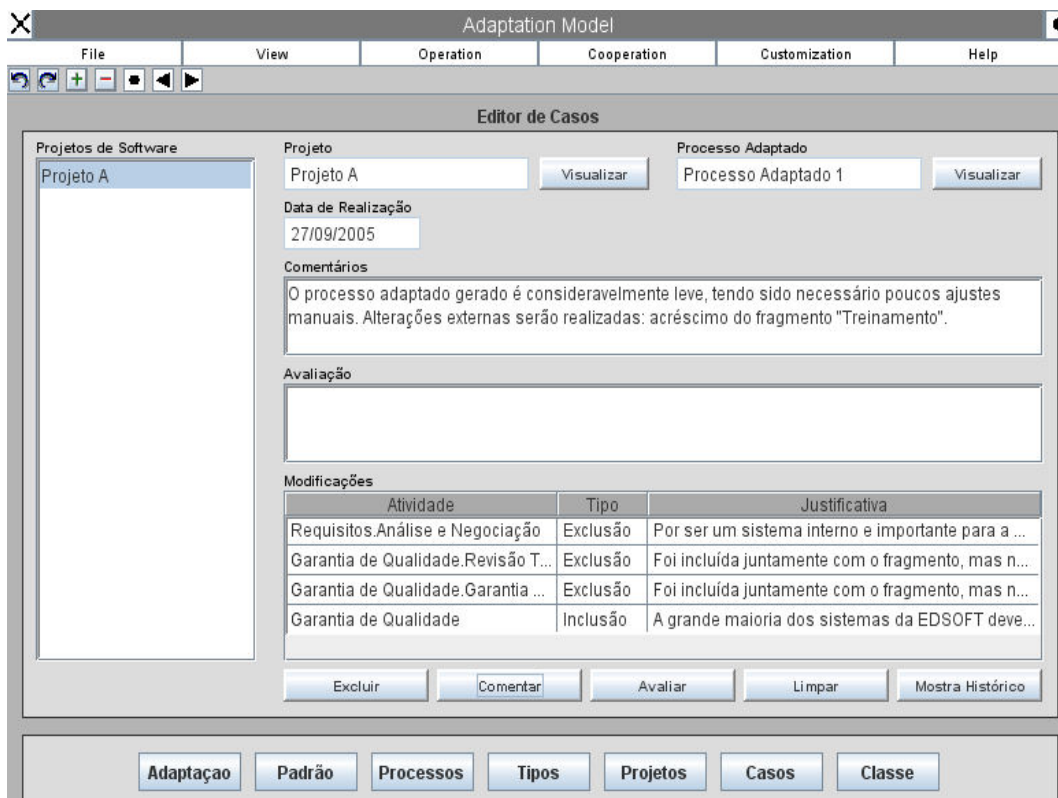 Adaptation Model
File View Operation Cooperation Customization Help
Editor de Casos
Projetos de Software
Projeto A
Projeto
Projeto A
Visualizar
Processo Adaptado
Processo Adaptado 1
Visualizar
Data de Realização
27/09/2005
Comentários
O processo adaptado gerado é consideravelmente leve, tendo sido necessário poucos ajustes
manuais. Alterações externas serão realizadas: acréscimo do fragmento "Treinamento".
Avaliação
Modificações
Atividade Tipo Justificativa
Requisitos.Análise e Negociação Exclusão Por ser um sistema interno e importante para a ...
Garantia de Qualidade.Revisão T... Exclusão Foi incluída juntamente com o fragmento, mas n...
Garantia de Qualidade.Garantia ... Exclusão Foi incluída juntamente com o fragmento, mas n...
Garantia de Qualidade Inclusão A grande maioria dos sistemas da EDSOFT deve...
Excluir Comentar Avaliar Limpar Mostra Histórico
Adaptaçao Padrão Processos Tipos Projetos Casos Classe